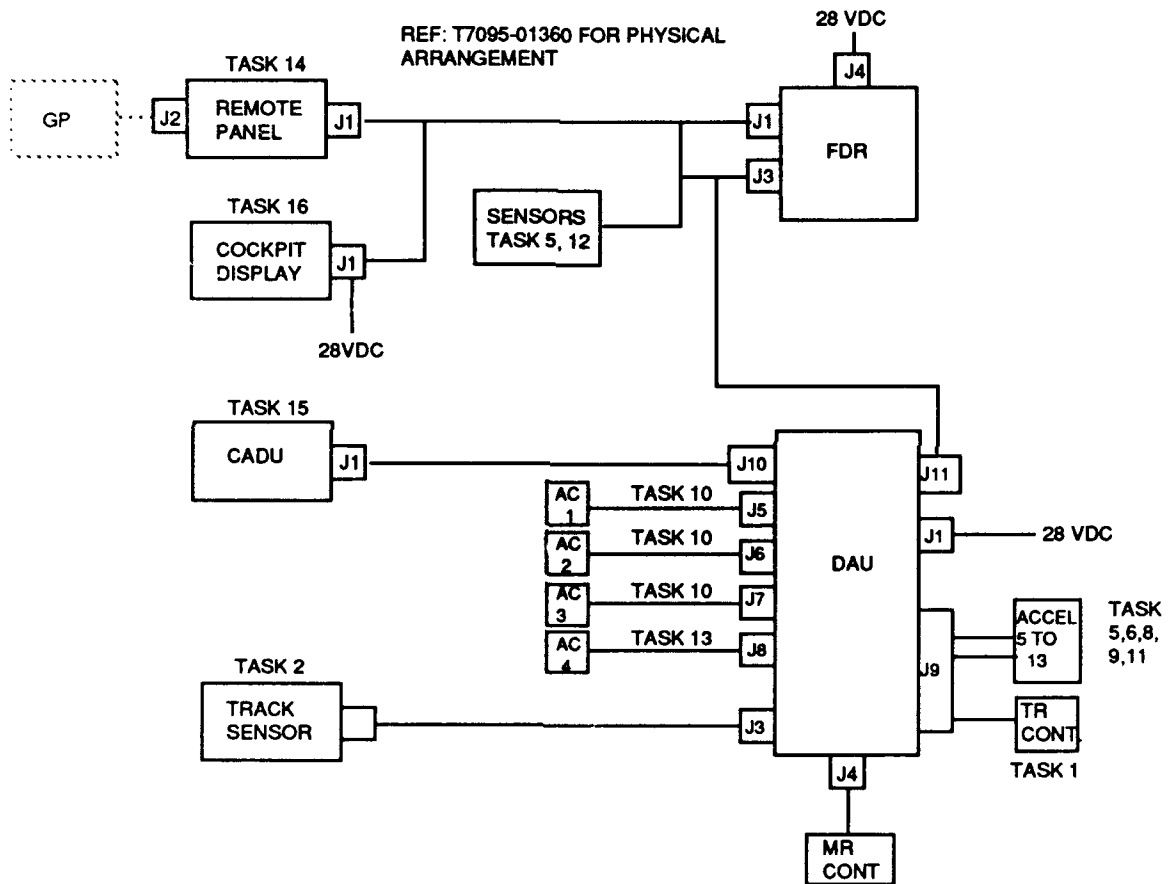 REF: T7095-01360 FOR PHYSICAL
ARRANGEMENT
28 VDC
J4
TASK 14
GP
J2
REMOTE
PANEL
J1
J1
FDR
J3
TASK 16
COCKPIT
DISPLAY
J1
28VDC
SENSORS
TASK 5, 12
TASK 15
CADU
J1
J10
J11
AC
1
TASK 10
J5
J1
28 VDC
AC
2
TASK 10
J6
DAU
AC
3
TASK 10
J7
AC
4
TASK 13
J8
J9
ACCEL
5 TO
13
TASK
5,6,8,
9,11
TASK 2
TRACK
SENSOR
J3
TR
CONT.
TASK 1
J4
MR
CONT